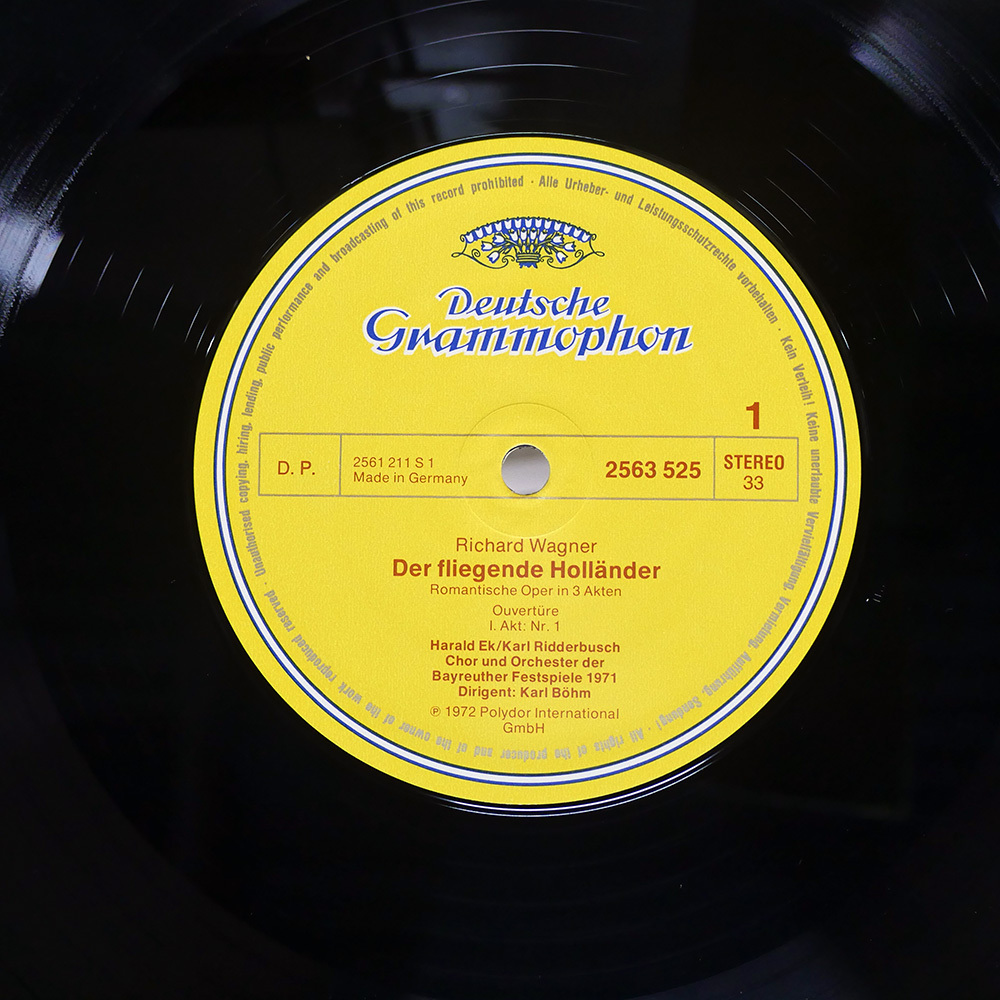 Deutsche
Grammophon
1
D. P.
2561 211 S 1
Made in Germany
2563 525
STEREO
33
Richard Wagner
Der fliegende Holländer
Romantische Oper in 3 Akten
Ouvertüre
I. Akt: Nr. 1
Harald Ek/Karl Ridderbusch
Chor und Orchester der
Bayreuther Festspiele 1971
Dirigent: Karl Böhm
℗ 1972 Polydor International
GmbH
Alle Urheber- und Leistungsschutzrechte vorbehalten · Kein Verleih! Keine unerlaubte Vervielfältigung, Vermietung, Aufführung, Sendung! · All rights of the producer and of the owner of the work reproduced reserved · Unauthorised copying, hiring, lending, public performance and broadcasting of this record prohibited ·